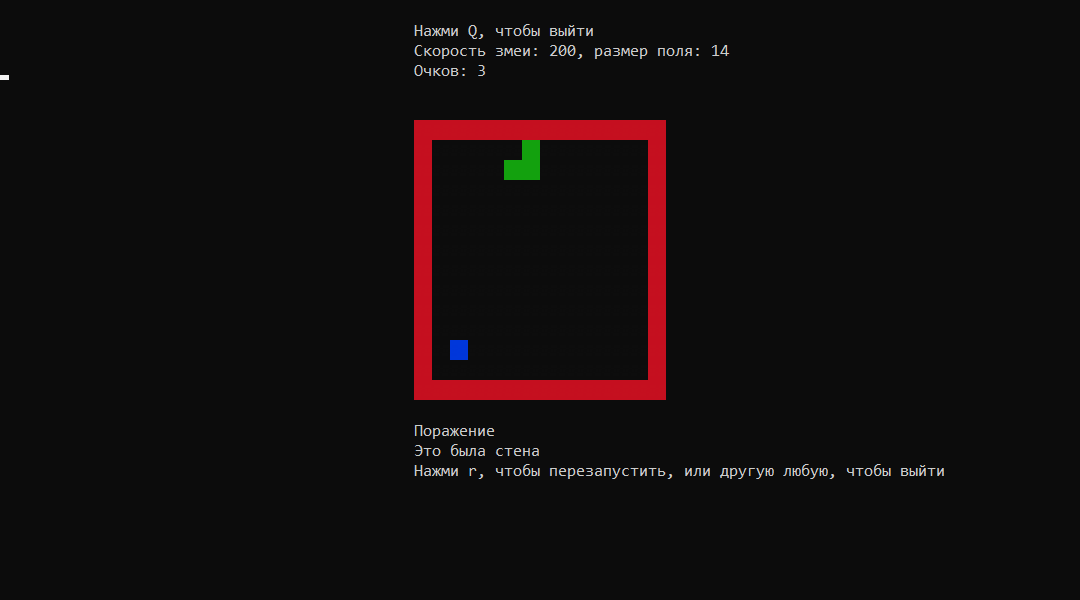 Нажми Q, чтобы выйти
Скорость змеи: 200, размер поля: 14
Очков: 3
Поражение
Это была стена
Нажми r, чтобы перезапустить, или другую любую, чтобы выйти